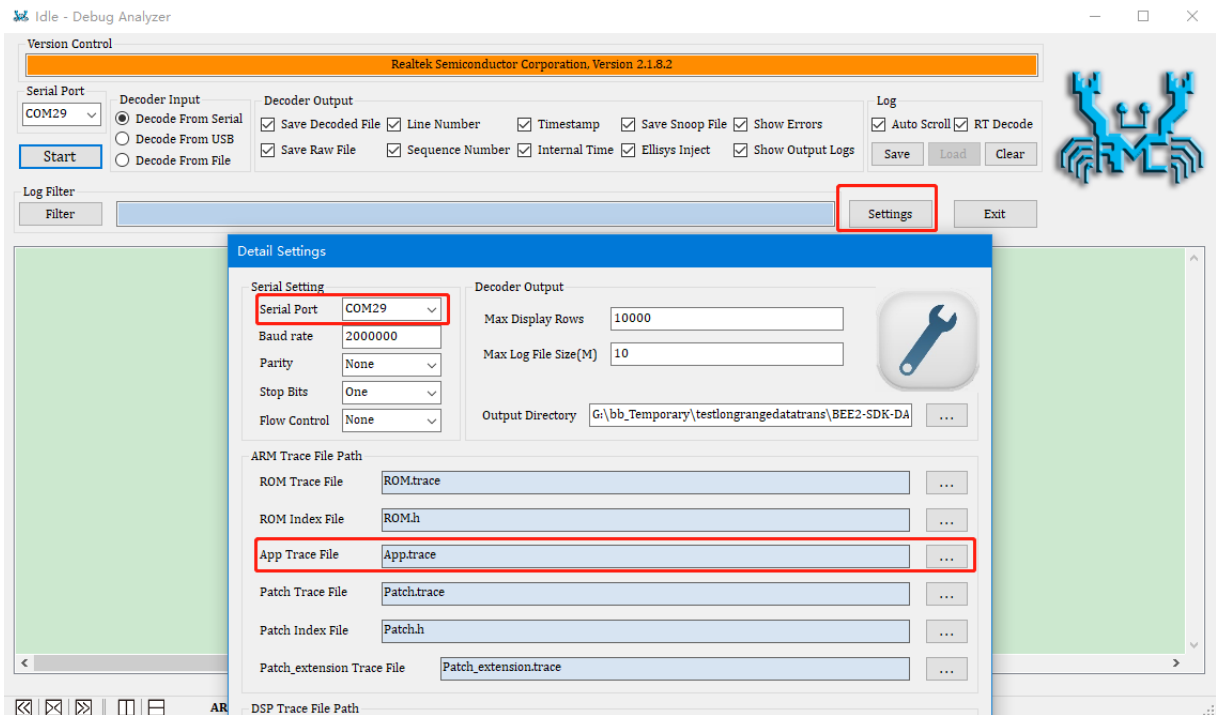 Idle - Debug Analyzer
Version Control
Realtek Semiconductor Corporation, Version 2.1.8.2
Serial Port
COM29
Start
Decoder Input
Decode From Serial
Decode From USB
Decode From File
Decoder Output
Save Decoded File Line Number Timestamp Save Snoop File Show Errors
Save Raw File Sequence Number Internal Time Ellisys Inject Show Output Logs
Log
Auto Scroll RT Decode
Save Load Clear
Log Filter
Filter Settings Exit
RMC
Detail Settings
Serial Setting
Serial Port COM29
Baud rate 2000000
Parity None
Stop Bits One
Flow Control None
Decoder Output
Max Display Rows 10000
Max Log File Size(M) 10
Output Directory G:\bb_Temporary\testlongrangedatatrans\BEE2-SDK-DA ...
ARM Trace File Path
ROM Trace File ROM.trace ...
ROM Index File ROM.h ...
App Trace File App.trace ...
Patch Trace File Patch.trace ...
Patch Index File Patch.h ...
Patch_extension Trace File Patch_extension.trace ...
DSP Trace File Path
AR